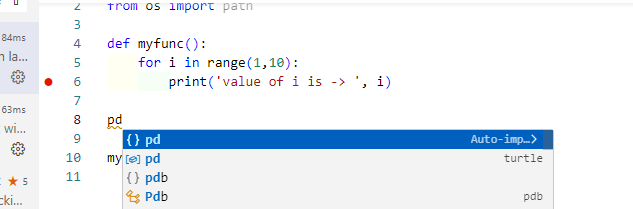 84ms
n la...
63ms
wi...
★ 5
cki...
2 from os import path
3
4 def myfunc():
5 for i in range(1,10):
6 print('value of i is -> ', i)
7
8 pd
9 {} pd Auto-imp…>
10 my pd turtle
11 {} pdb
Pdb pdb